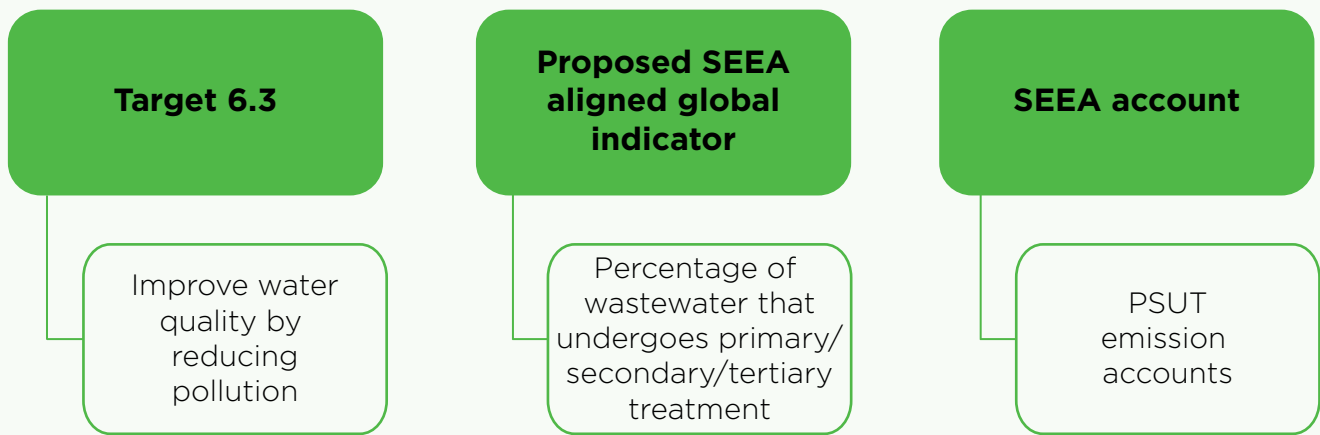 Target 6.3
Improve water
quality by
reducing
pollution
Proposed SEEA
aligned global
indicator
Percentage of
wastewater that
undergoes primary/
secondary/tertiary
treatment
SEEA account
PSUT
emission
accounts